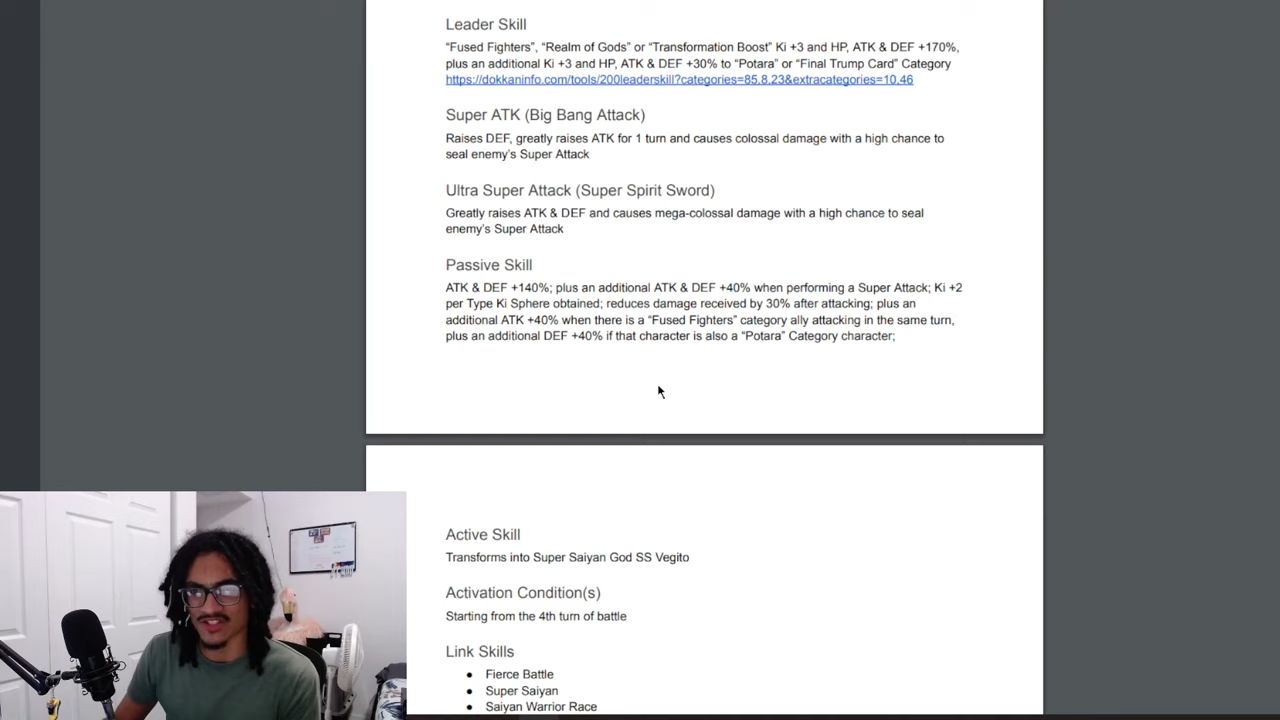 Leader Skill
“Fused Fighters”, “Realm of Gods” or “Transformation Boost” Ki +3 and HP, ATK & DEF +170%,
plus an additional Ki +3 and HP, ATK & DEF +30% to “Potara” or “Final Trump Card” Category
https://dokkaninfo.com/tools/200leaderskill?categories=85,8,23&extracategories=10,46
Super ATK (Big Bang Attack)
Raises DEF, greatly raises ATK for 1 turn and causes colossal damage with a high chance to
seal enemy’s Super Attack
Ultra Super Attack (Super Spirit Sword)
Greatly raises ATK & DEF and causes mega-colossal damage with a high chance to seal
enemy’s Super Attack
Passive Skill
ATK & DEF +140%; plus an additional ATK & DEF +40% when performing a Super Attack; Ki +2
per Type Ki Sphere obtained; reduces damage received by 30% after attacking; plus an
additional ATK +40% when there is a “Fused Fighters” category ally attacking in the same turn,
plus an additional DEF +40% if that character is also a “Potara” Category character;
Active Skill
Transforms into Super Saiyan God SS Vegito
Activation Condition(s)
Starting from the 4th turn of battle
Link Skills
● Fierce Battle
● Super Saiyan
● Saiyan Warrior Race